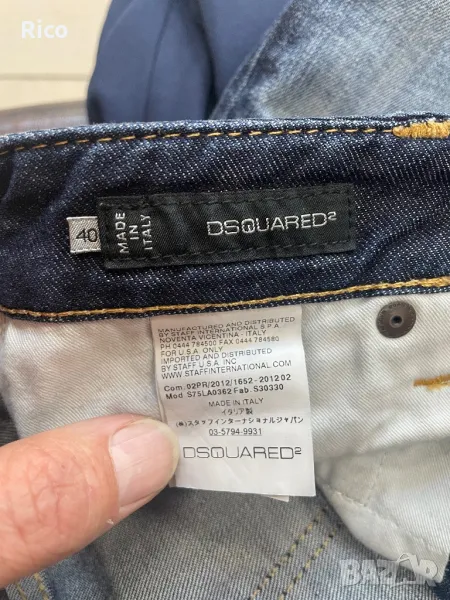 Rico
40
MADE
IN
ITALY
DSQUARED²
MANUFACTURED AND DISTRIBUTED
BY STAFF INTERNATIONAL S.P.A.
NOVENTA VICENTINA - ITALY
PH 0444 784500 FAX 0444 784580
FOR U.S.A. ONLY
DISTRIBUTED
BY STAFF U.S.A. INC
WWW.STAFFINTERNATIONAL.COM
Com. 02PR/2012/1652-201202
Mod S75LA0362 Fab S30330
MADE IN ITALY
イタリア製
(株)スタッフインターナショナルジャパン
03-5794-9931
DSQUARED²
bazar.bg